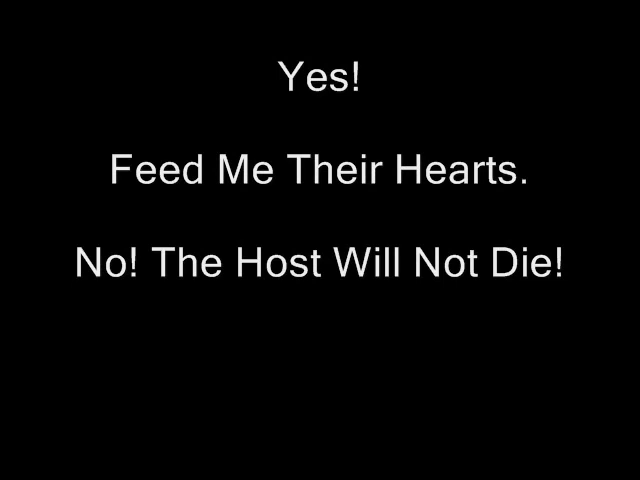 Yes!
Feed Me Their Hearts.
No! The Host Will Not Die!